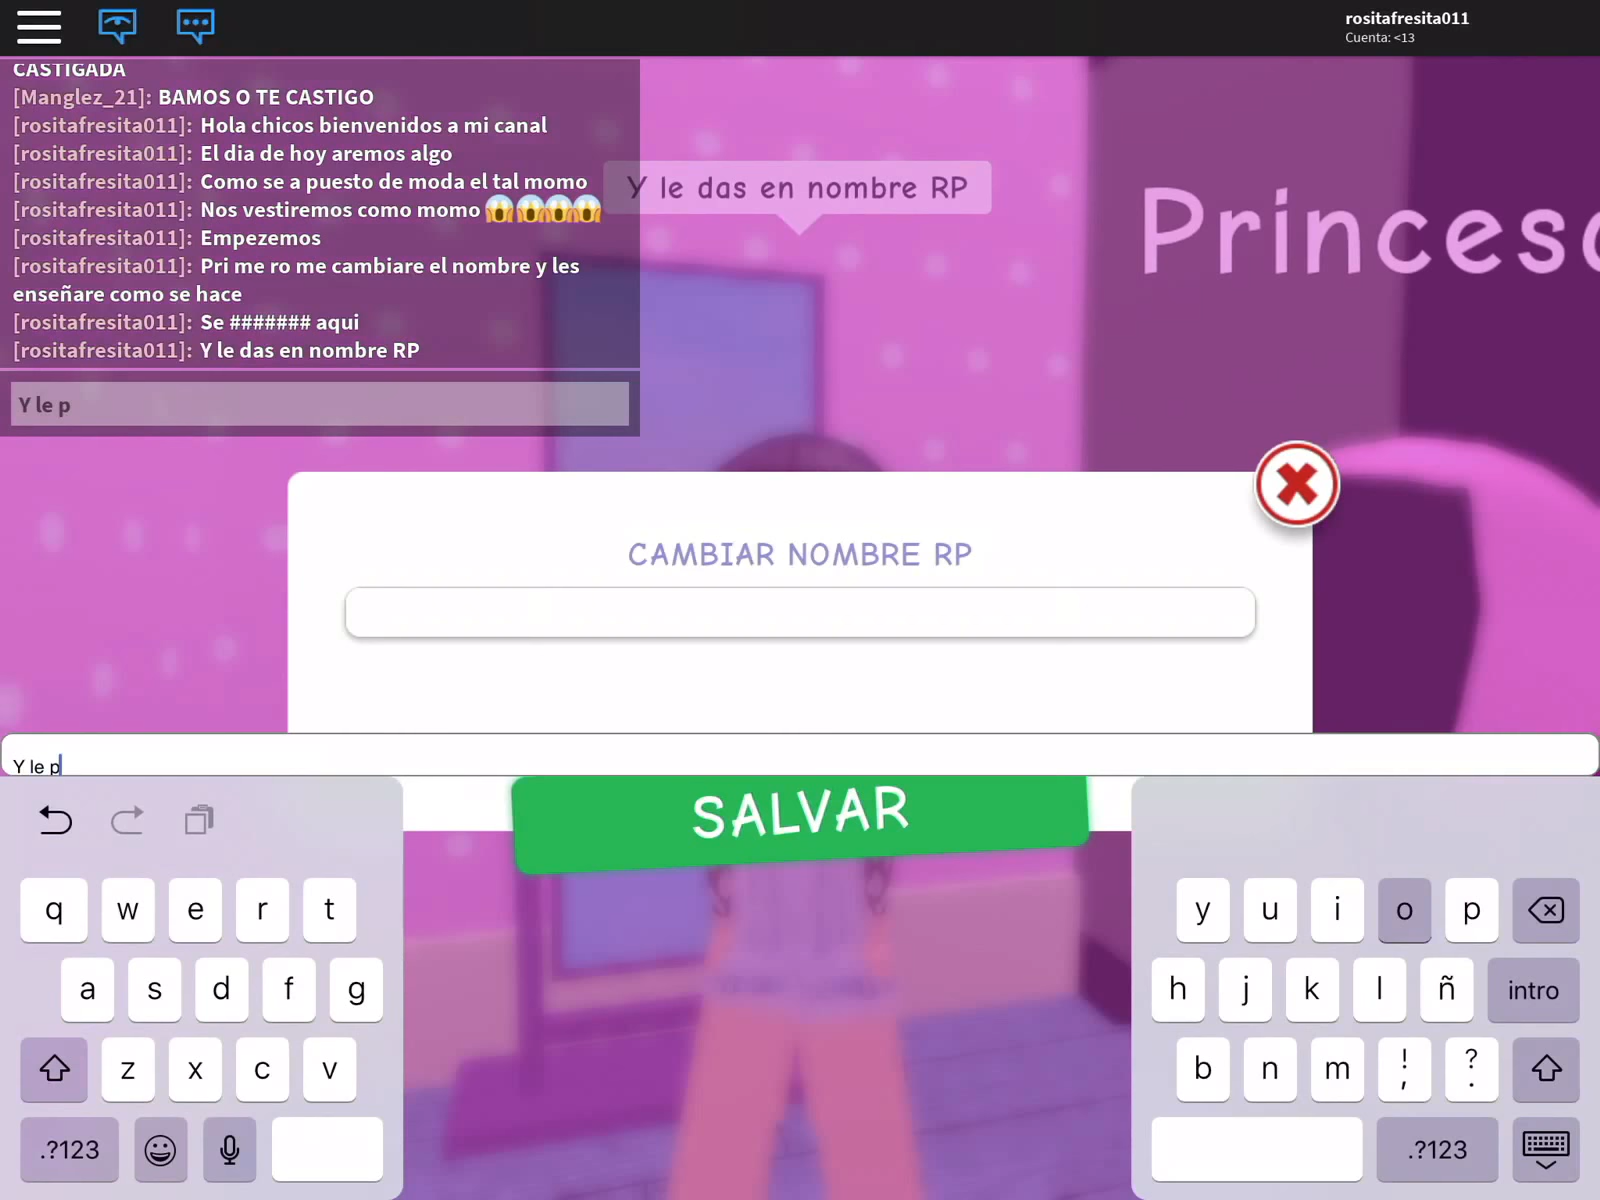 rositafresita011
Cuenta: <13
CASTIGADA
[Manglez_21]: BAMOS O TE CASTIGO
[rositafresita011]: Hola chicos bienvenidos a mi canal
[rositafresita011]: El dia de hoy aremos algo
[rositafresita011]: Como se a puesto de moda el tal momo
[rositafresita011]: Nos vestiremos como momo 😱😱😱😱
[rositafresita011]: Empezemos
[rositafresita011]: Pri me ro me cambiare el nombre y les
enseñare como se hace
[rositafresita011]: Se ####### aqui
[rositafresita011]: Y le das en nombre RP
Y le p
Y le das en nombre RP
Princesa
CAMBIAR NOMBRE RP
Y le p
SALVAR
q w e r t
y u i o p
a s d f g
h j k l ñ intro
z x c v
b n m ! , ? .
.?123
.?123